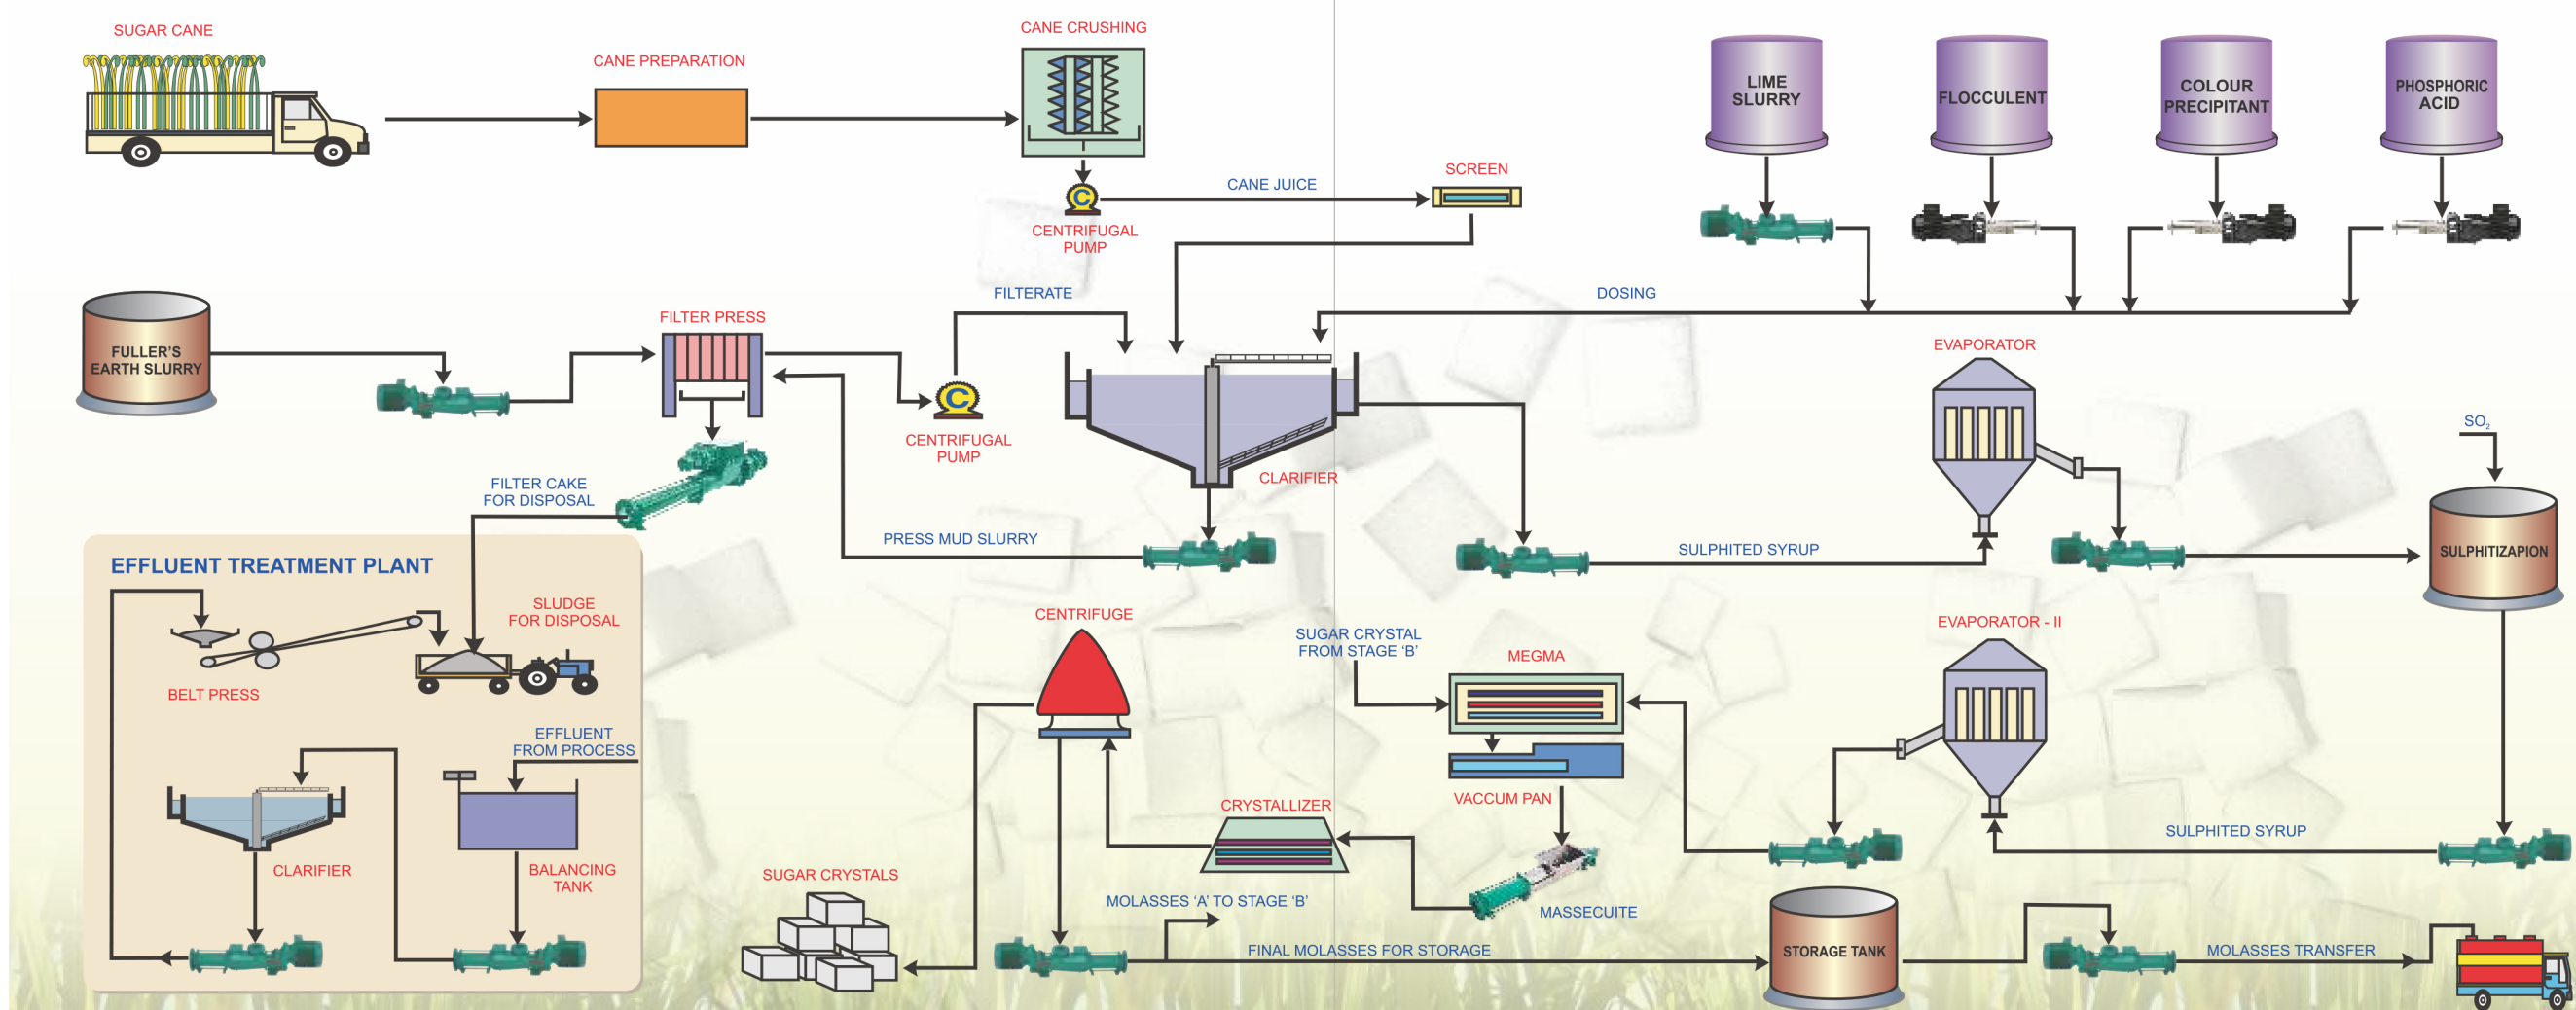 SUGAR CANE
CANE PREPARATION
CANE CRUSHING
CENTRIFUGAL
PUMP
CANE JUICE
SCREEN
LIME
SLURRY
FLOCCULENT
COLOUR
PRECIPITANT
PHOSPHORIC
ACID
DOSING
FULLER'S
EARTH SLURRY
FILTER PRESS
FILTERATE
C
C
CENTRIFUGAL
PUMP
CLARIFIER
EVAPORATOR
SO₂
SULPHITIZAPION
FILTER CAKE
FOR DISPOSAL
PRESS MUD SLURRY
SULPHITED SYRUP
EFFLUENT TREATMENT PLANT
SLUDGE
FOR DISPOSAL
BELT PRESS
EFFLUENT
FROM PROCESS
CLARIFIER
BALANCING
TANK
CENTRIFUGE
SUGAR CRYSTAL
FROM STAGE ‘B’
MEGMA
EVAPORATOR - II
VACCUM PAN
CRYSTALLIZER
SULPHITED SYRUP
SUGAR CRYSTALS
MOLASSES ‘A’ TO STAGE ‘B’
MASSECUITE
FINAL MOLASSES FOR STORAGE
STORAGE TANK
MOLASSES TRANSFER